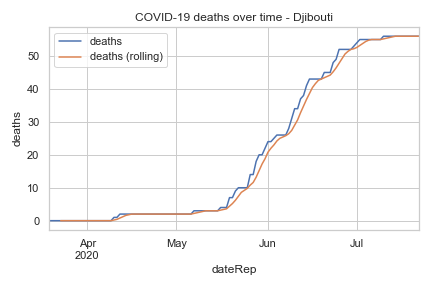 COVID-19 deaths over time - Djibouti
deaths
deaths (rolling)
deaths
50
40
30
20
10
0
Apr
2020
May
Jun
Jul
dateRep